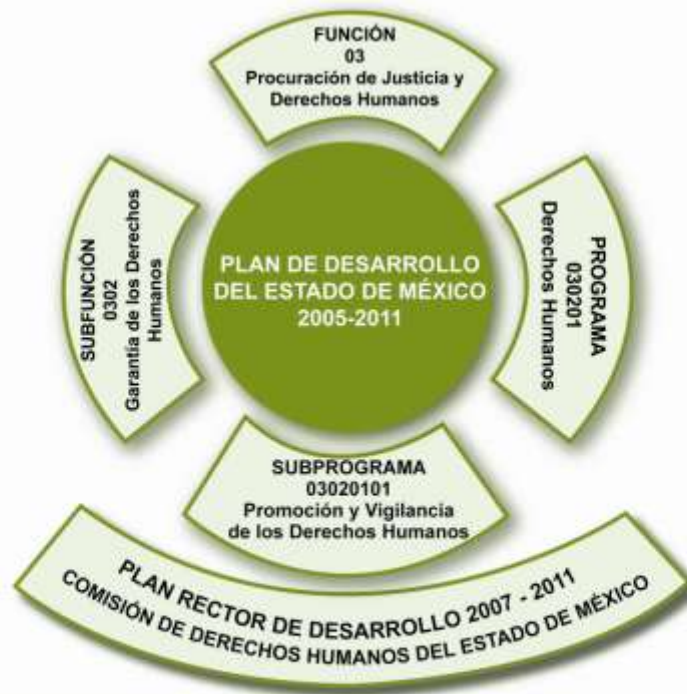 FUNCIÓN
03
Procuración de Justicia y
Derechos Humanos
SUBFUNCIÓN
0302
Garantía de los Derechos
Humanos
PLAN DE DESARROLLO
DEL ESTADO DE MÉXICO
2005-2011
PROGRAMA
030201
Derechos Humanos
SUBPROGRAMA
03020101
Promoción y Vigilancia
de los Derechos Humanos
PLAN RECTOR DE DESARROLLO 2007 - 2011
COMISIÓN DE DERECHOS HUMANOS DEL ESTADO DE MÉXICO